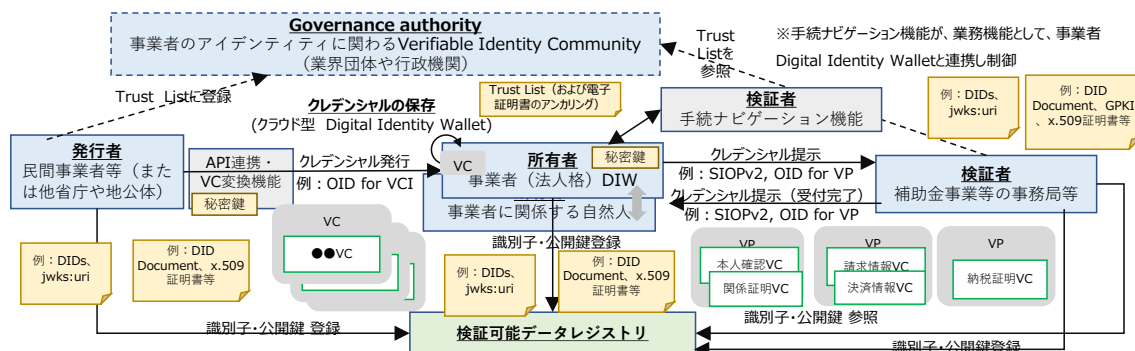 Governance authority
事業者のアイデンティティに関わるVerifiable Identity Community
（業界団体や行政機関）
Trust
Listを
参照
※手続ナビゲーション機能が、業務機能として、事業者
Digital Identity Walletと連携し制御
Trust Listに登録
Trust List（および電子
証明書のアンカリング）
クレデンシャルの保存
(クラウド型 Digital Identity Wallet)
検証者
手続ナビゲーション機能
例：DIDs、
jwks:uri
例：DID
Document、GPKI
、x.509証明書等
発行者
民間事業者等（また
は他省庁や地公体）
API連携・
VC変換機能
秘密鍵
クレデンシャル発行
例：OID for VCI
VC
所有者
秘密鍵
事業者（法人格）DIW
事業者に関係する自然人
クレデンシャル提示
例：SIOPv2, OID for VP
クレデンシャル提示（受付完了）
例：SIOPv2, OID for VP
検証者
補助金事業等の事務局等
識別子・公開鍵登録
例：DIDs、
jwks:uri
例：DID
Document、x.509
証明書等
VC
●●VC
例：DIDs、
jwks:uri
例：DID
Document、x.509
証明書等
VP
本人確認VC
関係証明VC
VP
請求情報VC
決済情報VC
VP
納税証明VC
識別子・公開鍵 登録
検証可能データレジストリ
識別子・公開鍵 参照
識別子・公開鍵登録